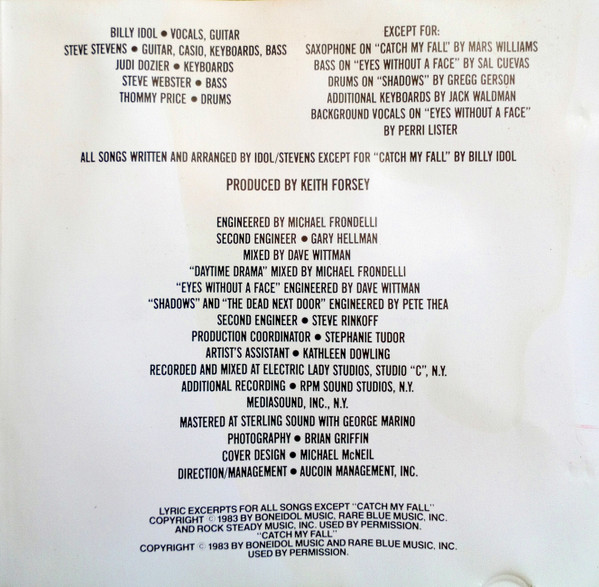 BILLY IDOL • VOCALS, GUITAR
STEVE STEVENS • GUITAR, CASIO, KEYBOARDS, BASS
JUDI DOZIER • KEYBOARDS
STEVE WEBSTER • BASS
THOMMY PRICE • DRUMS
EXCEPT FOR:
SAXOPHONE ON "CATCH MY FALL" BY MARS WILLIAMS
BASS ON "EYES WITHOUT A FACE" BY SAL CUEVAS
DRUMS ON "SHADOWS" BY GREGG GERSON
ADDITIONAL KEYBOARDS BY JACK WALDMAN
BACKGROUND VOCALS ON "EYES WITHOUT A FACE"
BY PERRI LISTER
ALL SONGS WRITTEN AND ARRANGED BY IDOL/STEVENS EXCEPT FOR "CATCH MY FALL" BY BILLY IDOL
PRODUCED BY KEITH FORSEY
ENGINEERED BY MICHAEL FRONDELLI
SECOND ENGINEER • GARY HELLMAN
MIXED BY DAVE WITTMAN
"DAYTIME DRAMA" MIXED BY MICHAEL FRONDELLI
"EYES WITHOUT A FACE" ENGINEERED BY DAVE WITTMAN
"SHADOWS" AND "THE DEAD NEXT DOOR" ENGINEERED BY PETE THEA
SECOND ENGINEER • STEVE RINKOFF
PRODUCTION COORDINATOR • STEPHANIE TUDOR
ARTIST'S ASSISTANT • KATHLEEN DOWLING
RECORDED AND MIXED AT ELECTRIC LADY STUDIOS, STUDIO "C", N.Y.
ADDITIONAL RECORDING • RPM SOUND STUDIOS, N.Y.
MEDIASOUND, INC., N.Y.
MASTERED AT STERLING SOUND WITH GEORGE MARINO
PHOTOGRAPHY • BRIAN GRIFFIN
COVER DESIGN • MICHAEL McNEIL
DIRECTION/MANAGEMENT • AUCOIN MANAGEMENT, INC.
LYRIC EXCERPTS FOR ALL SONGS EXCEPT "CATCH MY FALL"
COPYRIGHT © 1983 BY BONEIDOL MUSIC, RARE BLUE MUSIC, INC.
AND ROCK STEADY MUSIC, INC. USED BY PERMISSION.
"CATCH MY FALL"
COPYRIGHT © 1983 BY BONEIDOL MUSIC AND RARE BLUE MUSIC, INC.
USED BY PERMISSION.